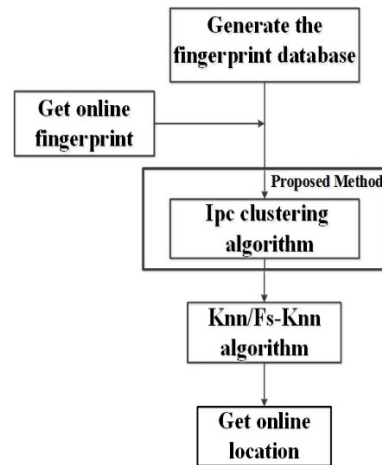 Generate the
fingerprint database
Get online
fingerprint
Proposed Method
Ipc clustering
algorithm
Knn/Fs-Knn
algorithm
Get online
location